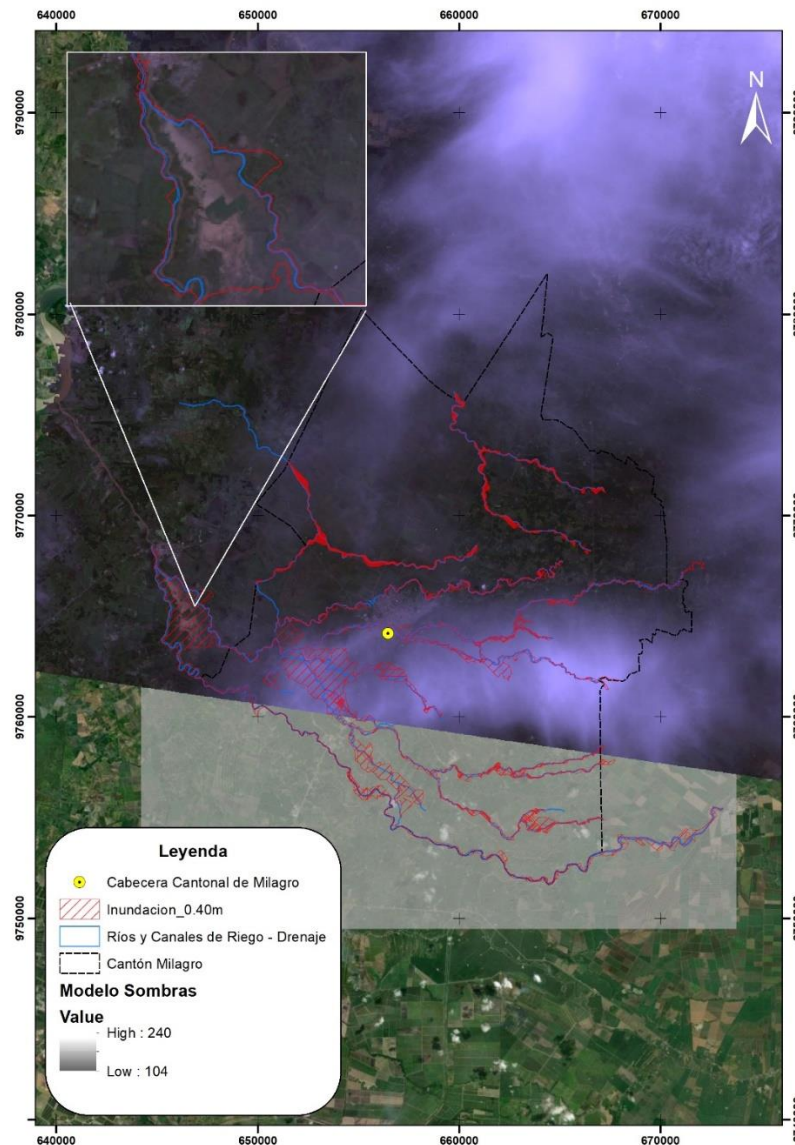 640000 650000 660000 670000
9790000
N
9780000
9770000
9760000
9750000
Leyenda
Cabecera Cantonal de Milagro
Inundacion_0.40m
Ríos y Canales de Riego - Drenaje
Cantón Milagro
Modelo Sombras
Value
High : 240
Low : 104
640000 650000 660000 670000